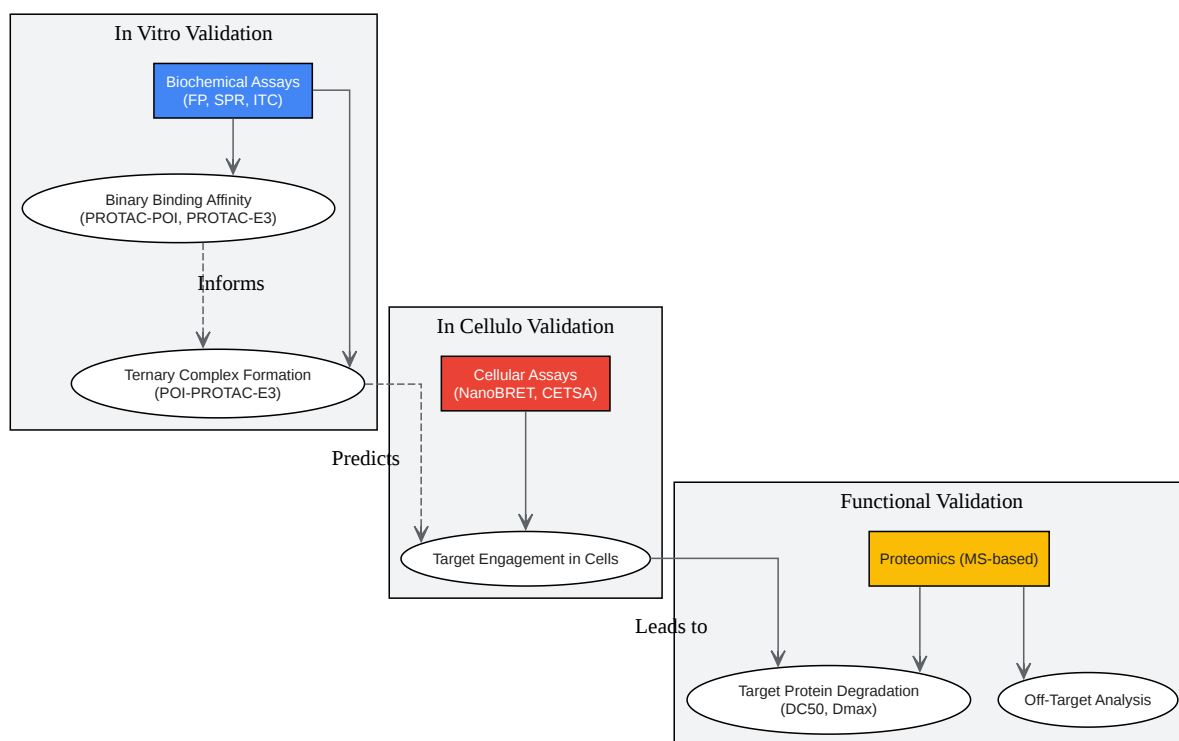 In Vitro Validation
Biochemical Assays
(FP, SPR, ITC)
Binary Binding Affinity
(PROTAC-POI, PROTAC-E3)
Informs
Ternary Complex Formation
(POI-PROTAC-E3)
In Cellulo Validation
Cellular Assays
(NanoBRET, CETSA)
Predicts
Target Engagement in Cells
Functional Validation
Proteomics (MS-based)
Leads to
Target Protein Degradation
(DC50, Dmax)
Off-Target Analysis